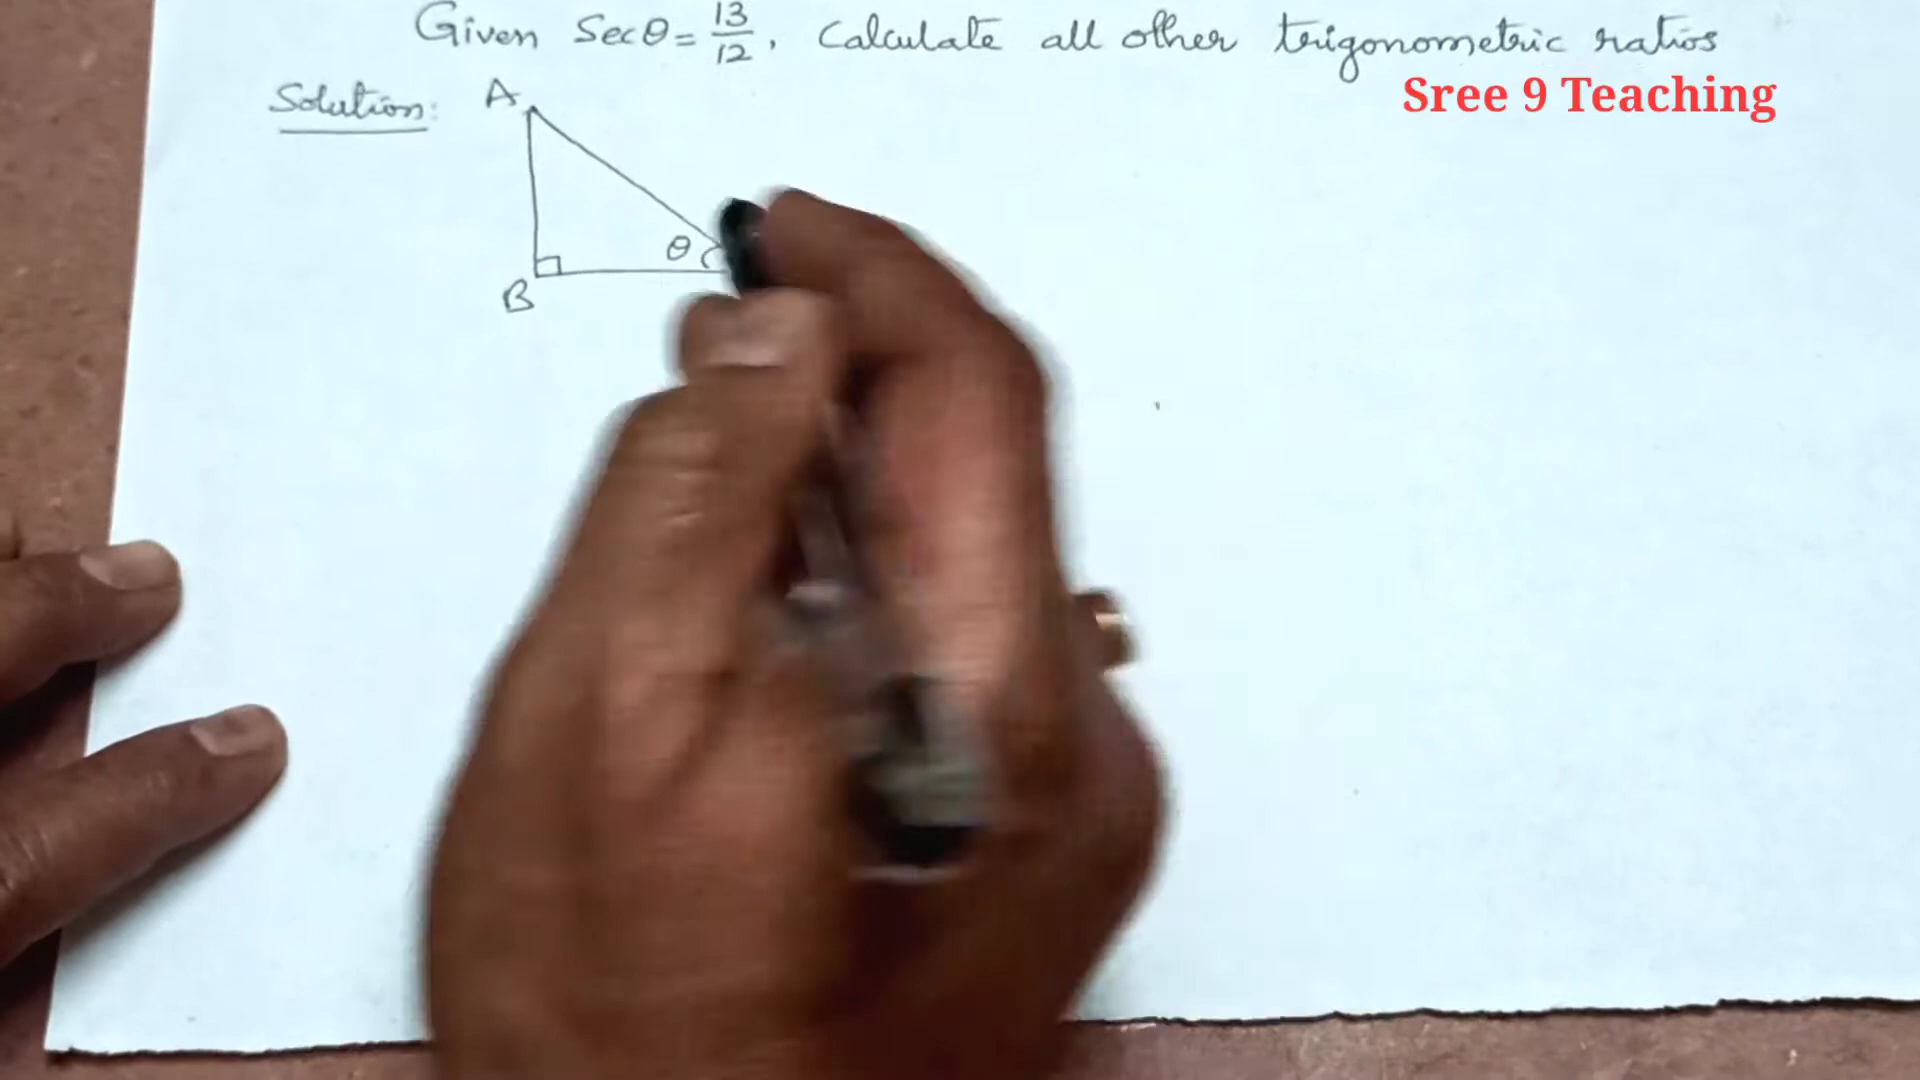 Given Secθ = 13/12, Calculate all other trigonometric ratios
Sree 9 Teaching
Solution:
A
θ
B